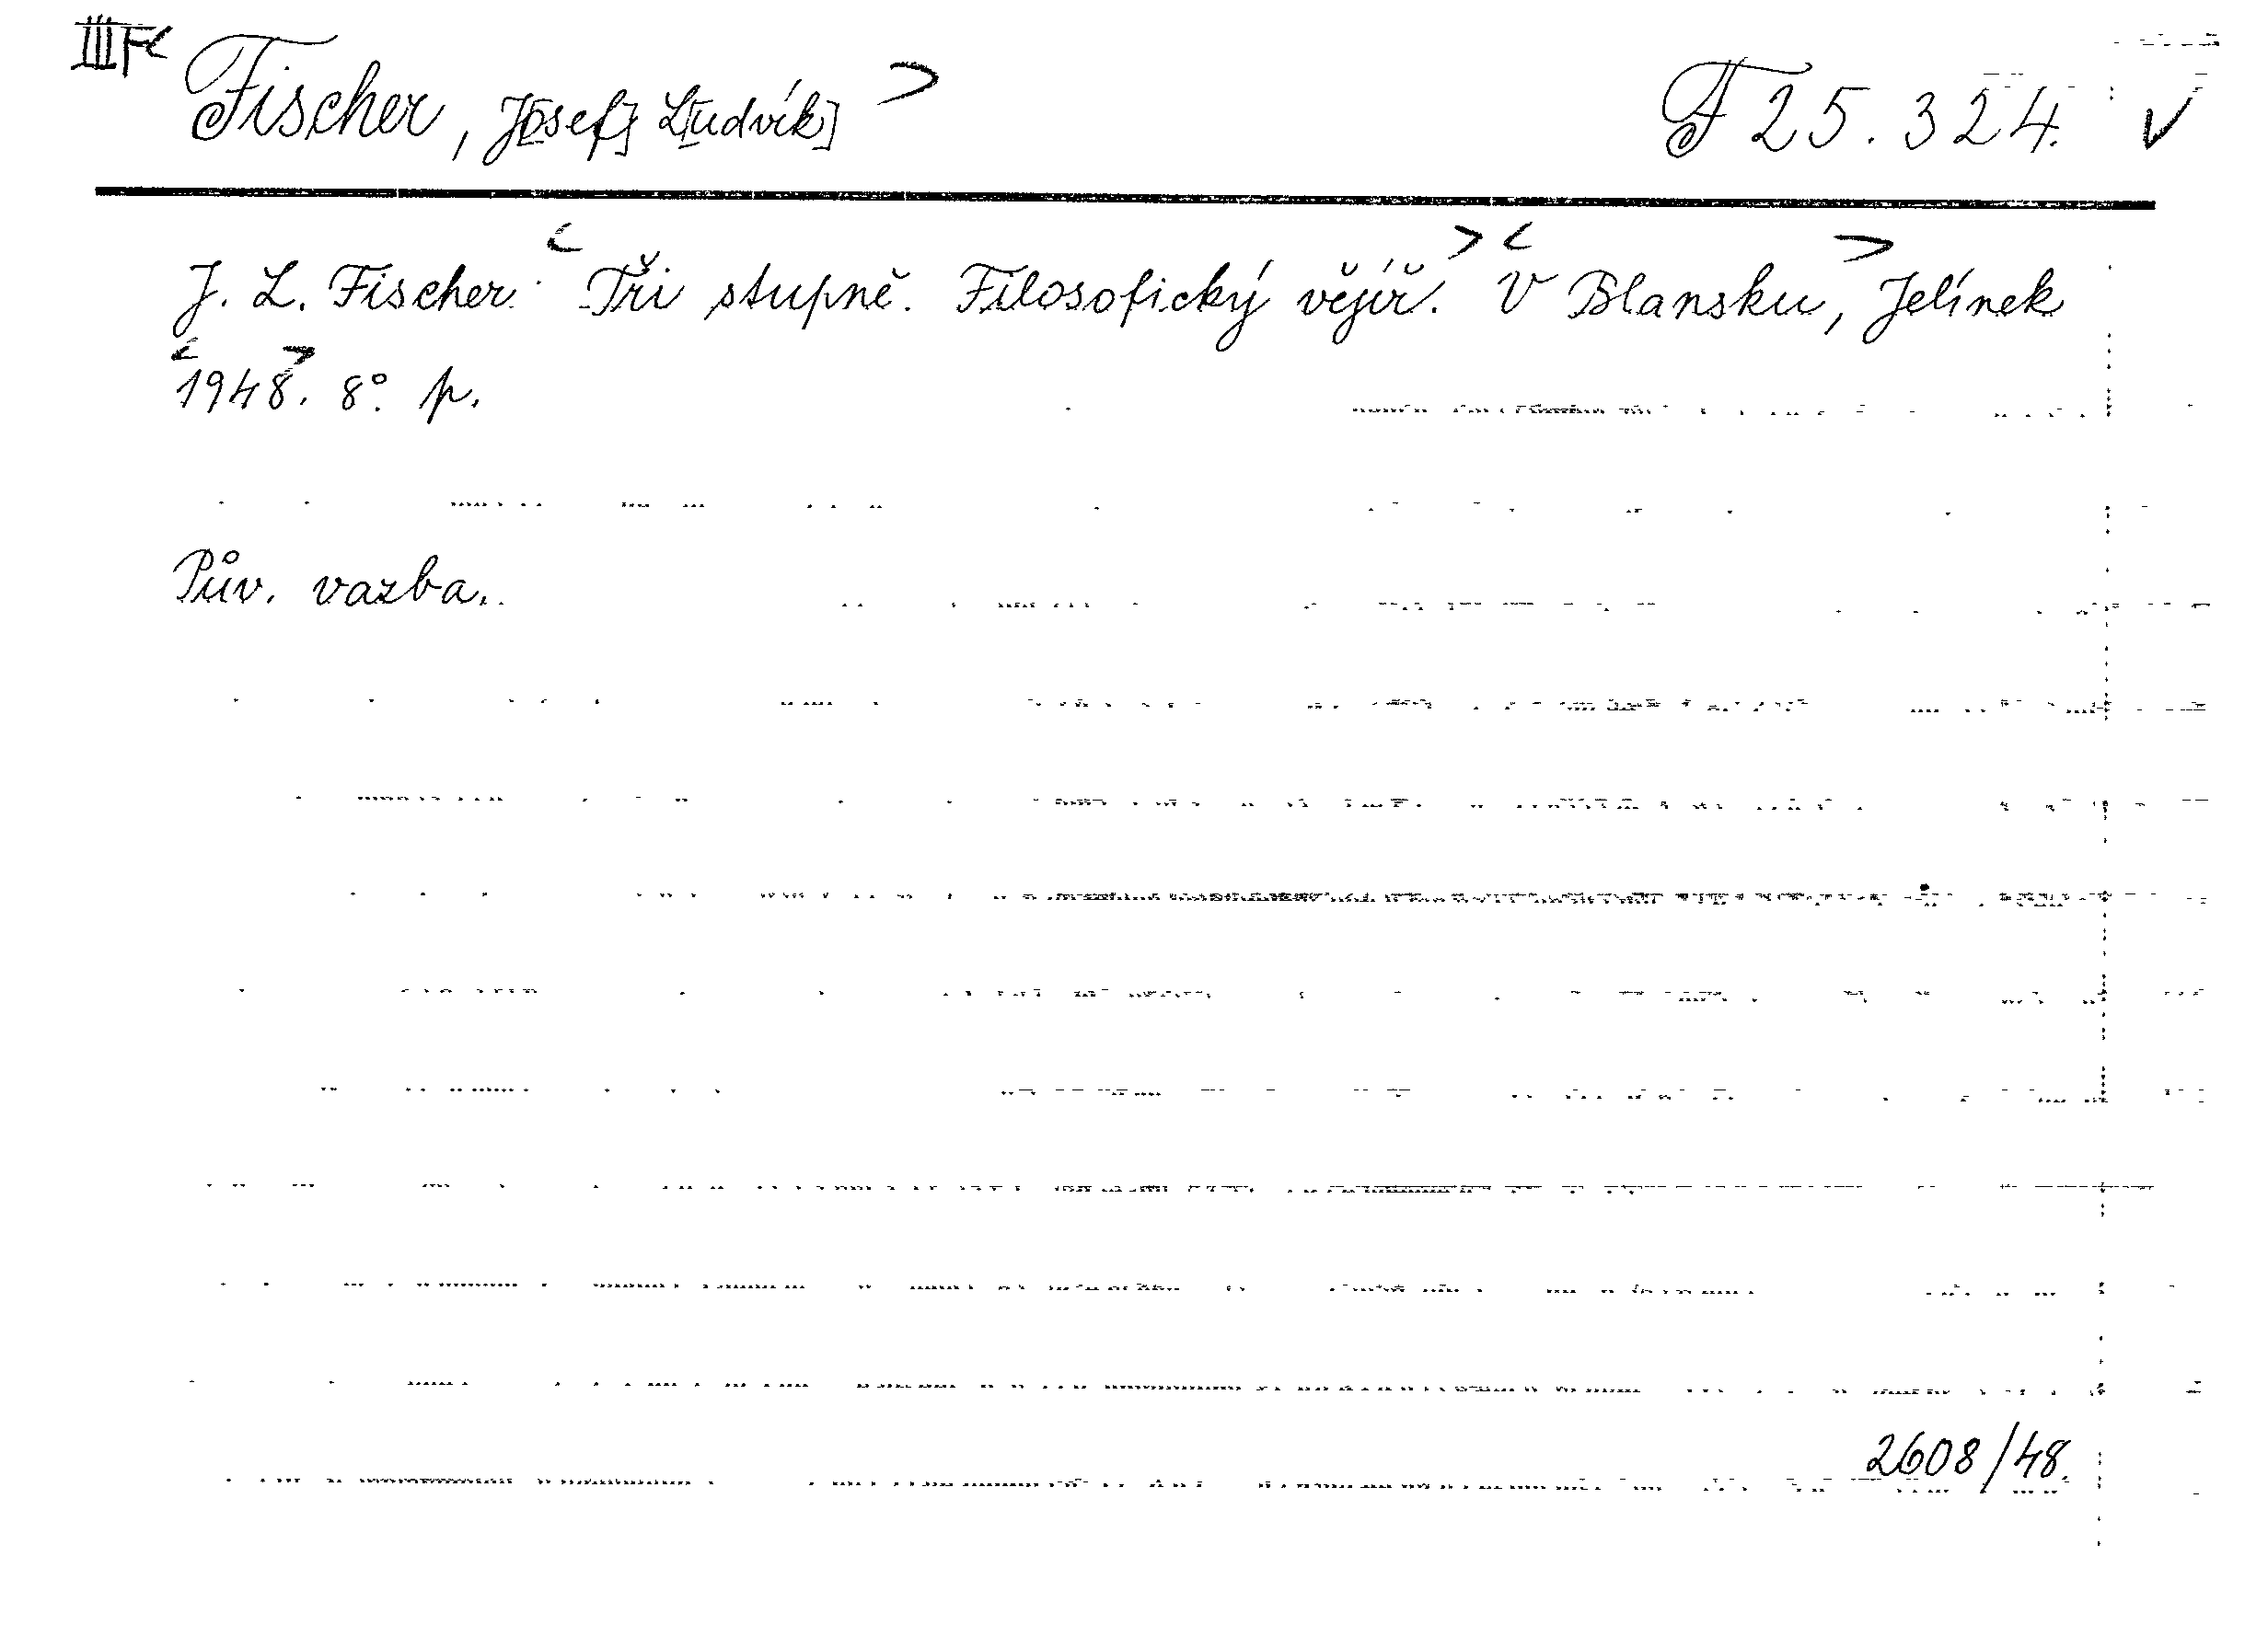 IIIF< Fischer, J[osef] L[udvík] > F 25.324. ✓
J. L. Fischer: <Tři stupně. Filosofický vějíř.> <V Blansku,> Jelínek
<1948>. 8°. p.
Pův. vazba.
2608/48.